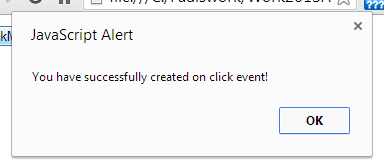 JavaScript Alert
You have successfully created on click event!
OK